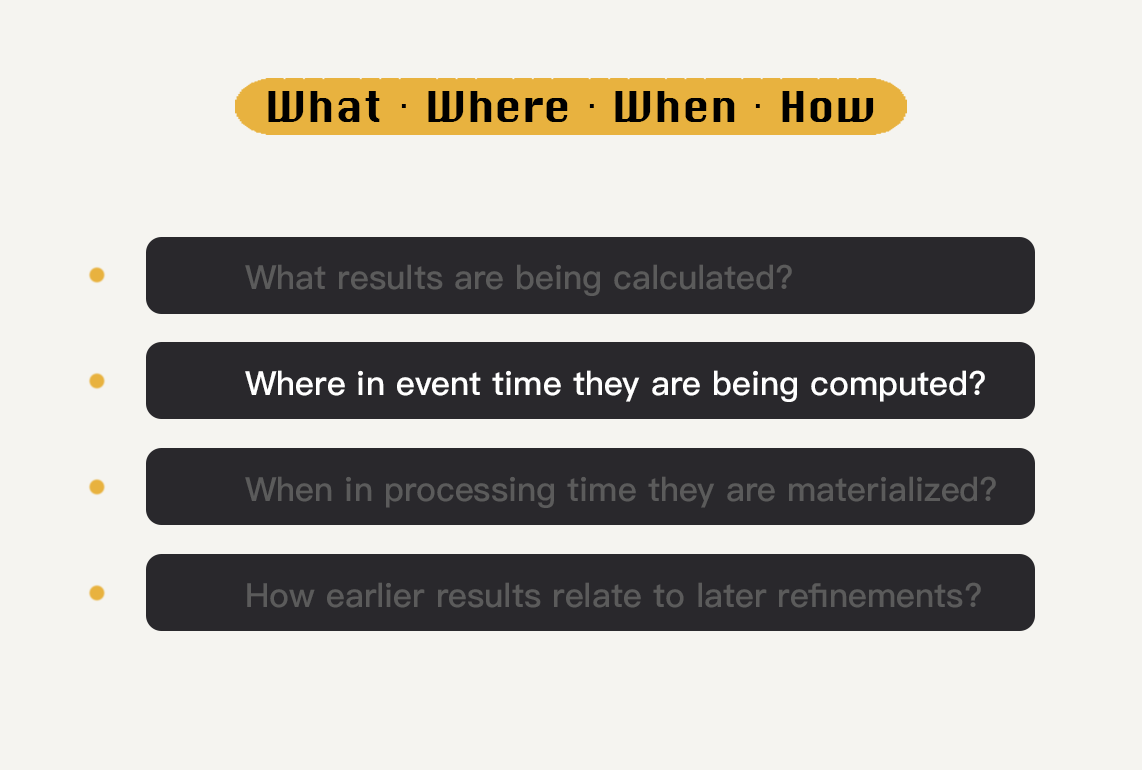 What · Where · When · How
What results are being calculated?
Where in event time they are being computed?
When in processing time they are materialized?
How earlier results relate to later refinements?